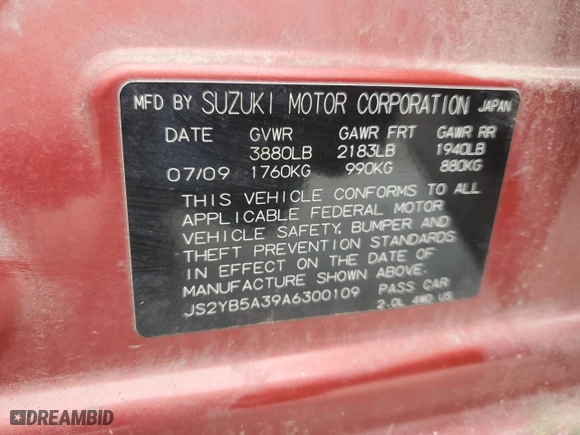 MFD BY SUZUKI MOTOR CORPORATION JAPAN
DATE GVWR GAWR FRT GAWR RR
3880LB 2183LB 1940LB
07/09 1760KG 990KG 880KG
THIS VEHICLE CONFORMS TO ALL
APPLICABLE FEDERAL MOTOR
VEHICLE SAFETY, BUMPER AND
THEFT PREVENTION STANDARDS
IN EFFECT ON THE DATE OF
MANUFACTURE SHOWN ABOVE.
JS2YB5A39A6300109 PASS CAR
2.0L 4WD US
DREAMBID